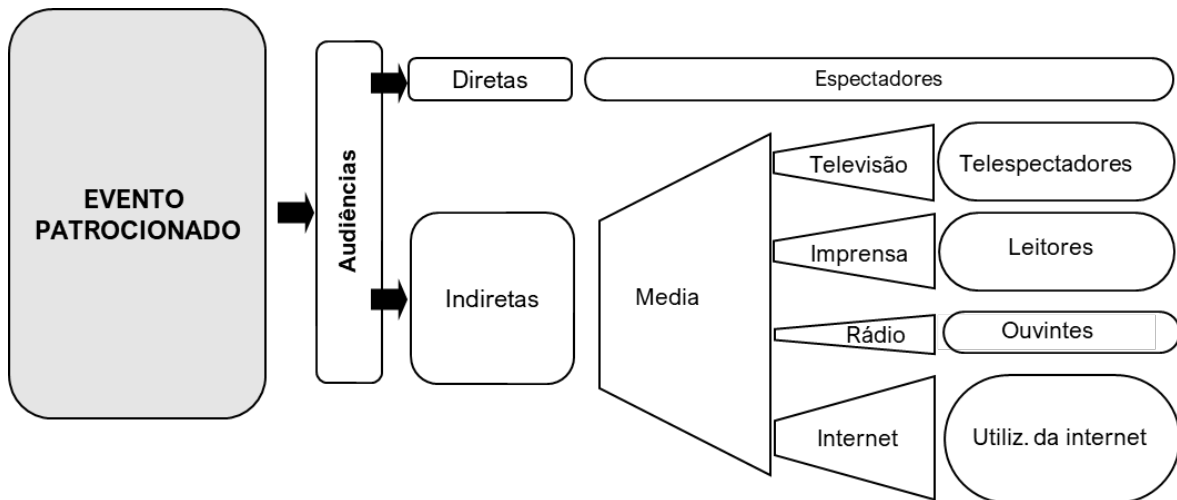 EVENTO
PATROCIONADO
Audiências
Diretas
Espectadores
Indiretas
Media
Televisão
Telespectadores
Imprensa
Leitores
Rádio
Ouvintes
Internet
Utiliz. da internet